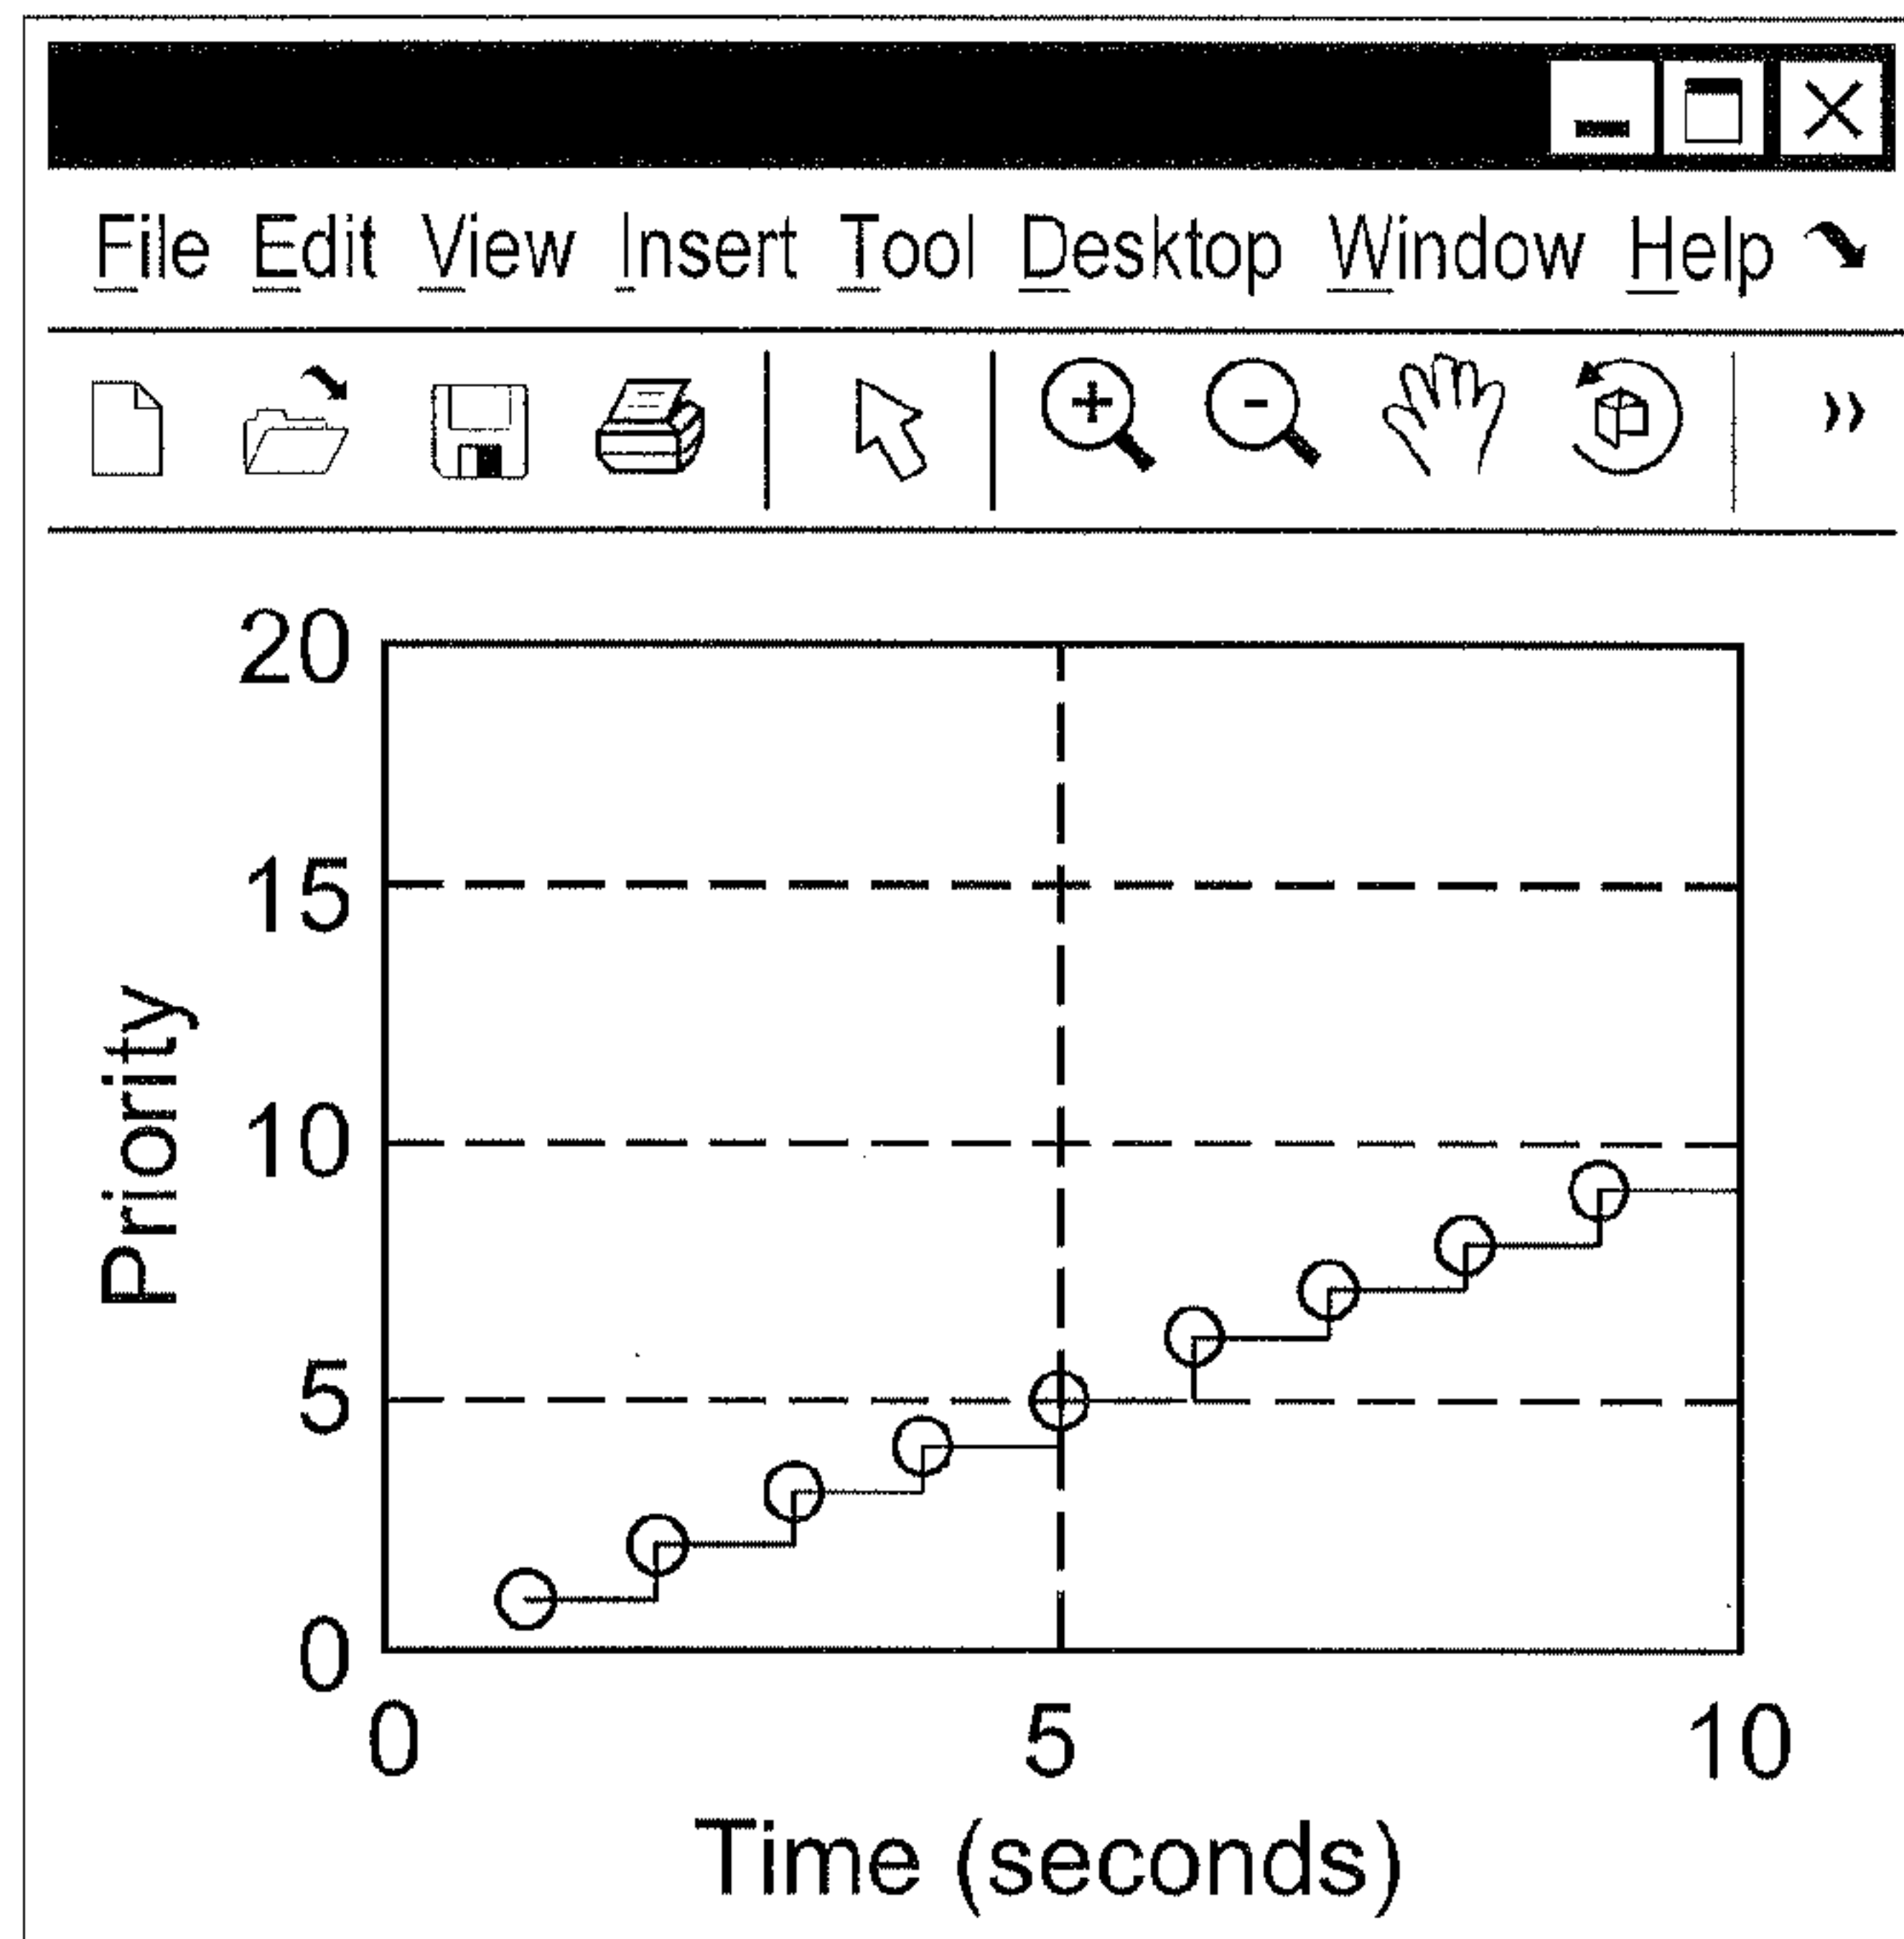 File Edit View Insert Tool Desktop Window Help
»
20
15
10
5
0
Priority
0 5 10
Time (seconds)